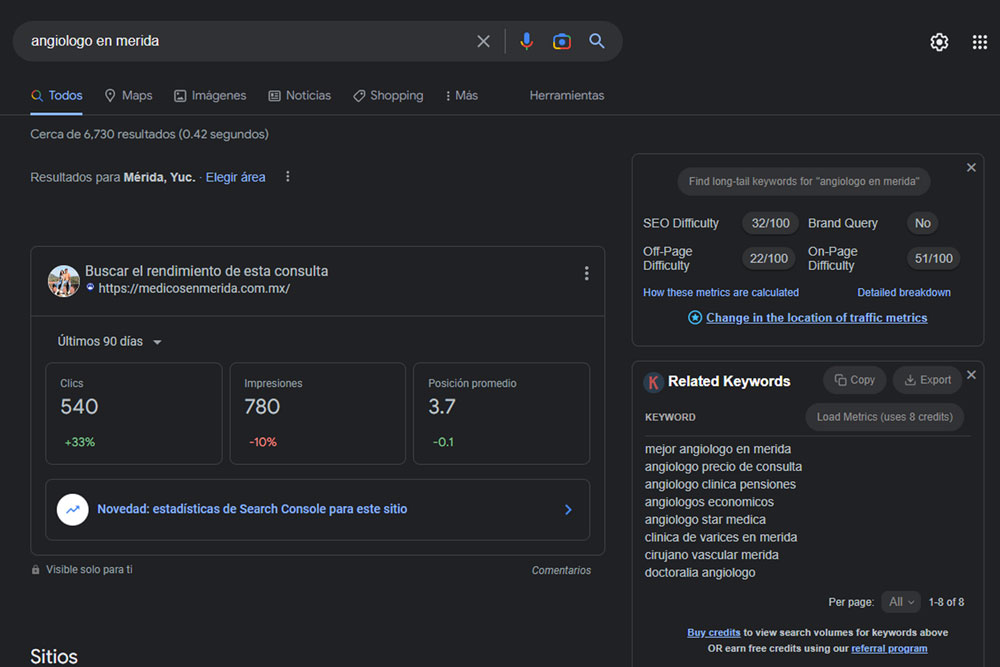 angiologo en merida
Todos Maps Imágenes Noticias Shopping Más Herramientas
Cerca de 6,730 resultados (0.42 segundos)
Resultados para Mérida, Yuc. · Elegir área
Buscar el rendimiento de esta consulta
https://medicosenmerida.com.mx/
Últimos 90 días
Clics
540
+33%
Impresiones
780
-10%
Posición promedio
3.7
-0.1
Novedad: estadísticas de Search Console para este sitio
Visible solo para ti
Comentarios
Sitios
Find long-tail keywords for "angiologo en merida"
SEO Difficulty 32/100 Brand Query No
Off-Page
Difficulty
22/100
On-Page
Difficulty
51/100
How these metrics are calculated Detailed breakdown
Change in the location of traffic metrics
K Related Keywords Copy Export
KEYWORD Load Metrics (uses 8 credits)
mejor angiologo en merida
angiologo precio de consulta
angiologo clinica pensiones
angiologos economicos
angiologo star medica
clinica de varices en merida
cirujano vascular merida
doctoralia angiologo
Per page: All 1-8 of 8
Buy credits to view search volumes for keywords above
OR earn free credits using our referral program